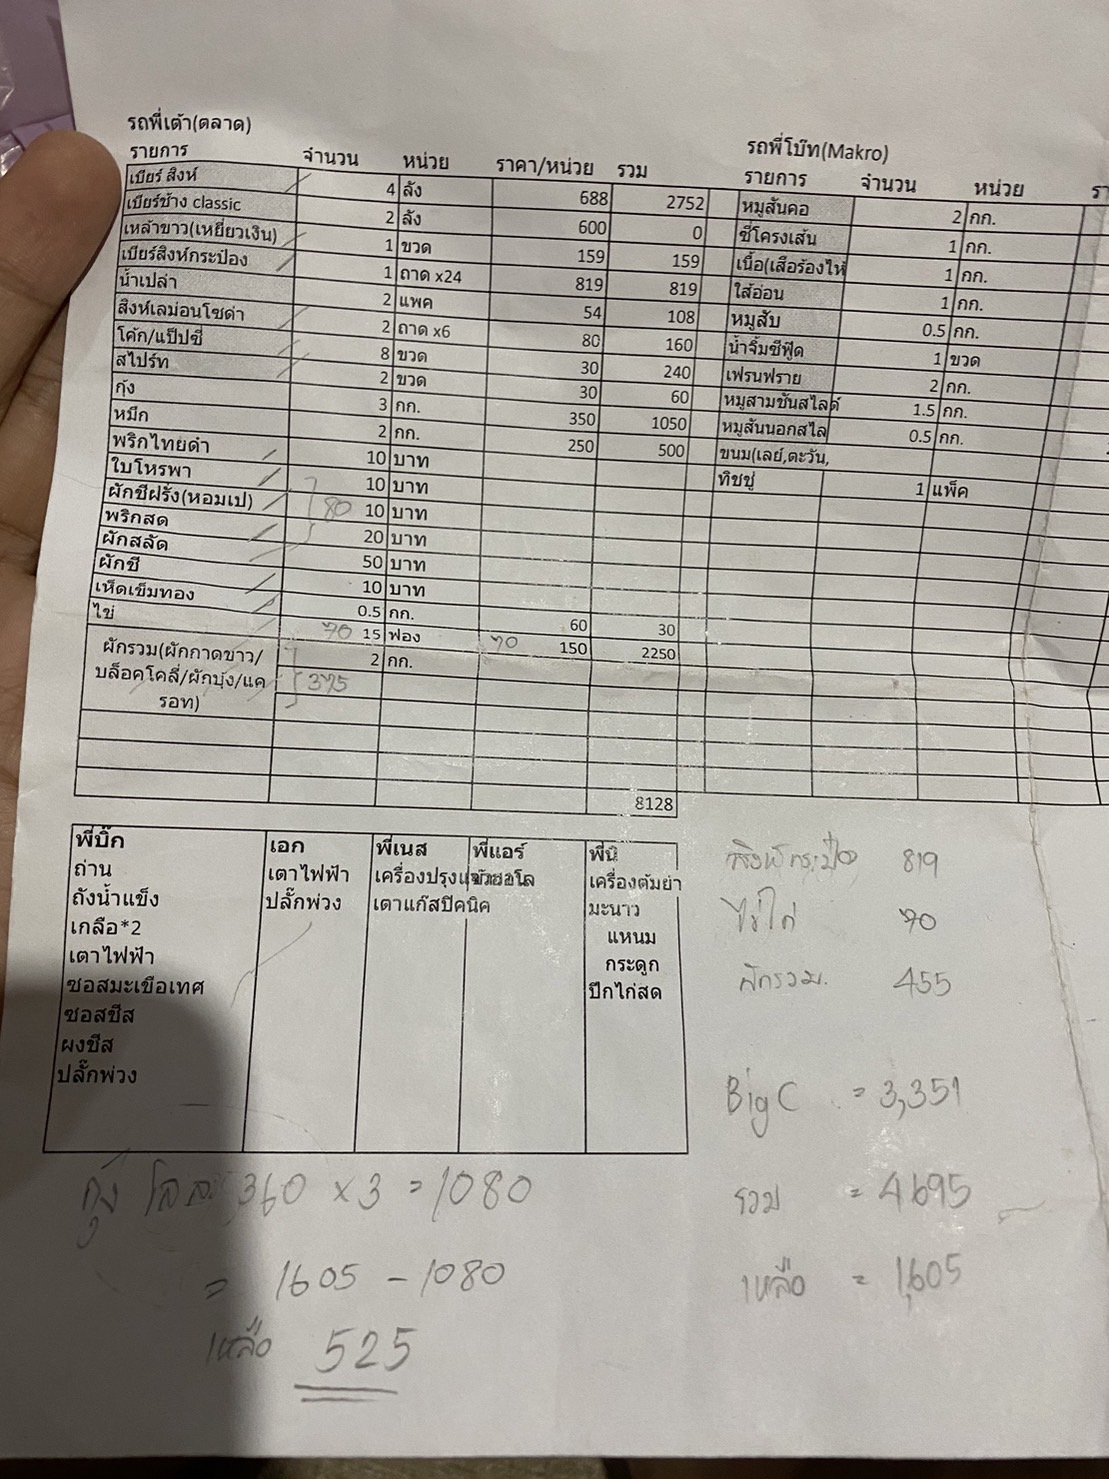 รถพี่เต้า(ตลาด)
รายการ จำนวน หน่วย ราคา/หน่วย รวม
เบียร์ สิงห์ 4 ลัง 688 2752
เบียร์ช้าง classic 2 ลัง 600 0
เหล้าขาว(เหยี่ยวเงิน) 1 ขวด 159 159
เบียร์สิงห์กระป๋อง 1 ถาด x24 819 819
น้ำเปล่า 2 แพค 54 108
สิงห์เลม่อนโซดำ 2 ถาด x6 80 160
โค้ก/แป๊ปซี่ 8 ขวด 30 240
สไปร์ท 2 ขวด 30 60
กุ้ง 3 กก. 350 1050
หมึก 2 กก. 250 500
พริกไทยดำ 10 บาท
ใบโหรพา 10 บาท
ผักชีฝรั่ง(หอมเป) 10 บาท
80
พริกสด 20 บาท
ผักสลัด 50 บาท
ผักชี 10 บาท
เห็ดเข็มทอง 0.5 กก. 60 30
ไข่ 70 15 ฟอง 70 150 2250
ผักรวม(ผักกาดขาว/ 2 กก.
บล็อคโคลี่/ผักบุ้ง/แค 375
รอท)
8128
รถพี่โบ๊ท(Makro)
รายการ จำนวน หน่วย รา
หมูสันคอ 2 กก.
ซี่โครงเส้น 1 กก.
เนื้อ(เสือร้องไห้ 1 กก.
ไส้อ่อน 1 กก.
หมูสับ 0.5 กก.
น้ำจิ้มซีฟู้ด 1 ขวด
เฟรนฟราย 2 กก.
หมูสามชั้นสไลด์ 1.5 กก.
หมูสันนอกสไล 0.5 กก.
ขนม(เลย์,ตะวัน,
ทิชชู่ 1 แพ็ค
พี่บิ๊ก
ถ่าน
ถังน้ำแข็ง
เกลือ*2
เตาไฟฟ้า
ซอสมะเขือเทศ
ซอสชีส
ผงชีส
ปลั๊กพ่วง
เอก
เตาไฟฟ้า
ปลั๊กพ่วง
พี่เนส
เครื่องปรุง
เตาแก๊สปิคนิค
พี่แอร์
พี่นิ
เครื่องต้มยำ
มะนาว
แหนม
กระดูก
ปีกไก่สด
สิงห์กระป๋อง 819
ไข่ไก่ 70
ผักรวม. 455
Big C = 3,351
รวม = 4695
เหลือ = 1,605
กุ้ง โลละ 360 x 3 = 1080
= 1605 - 1080
เหลือ 525